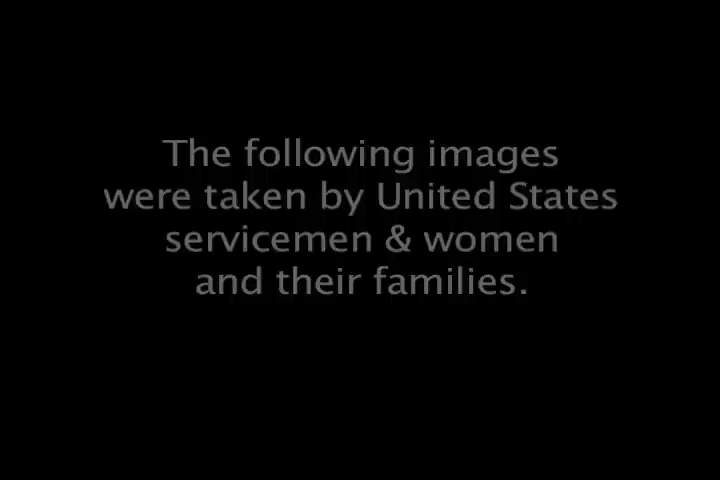 The following images
were taken by United States
servicemen & women
and their families.